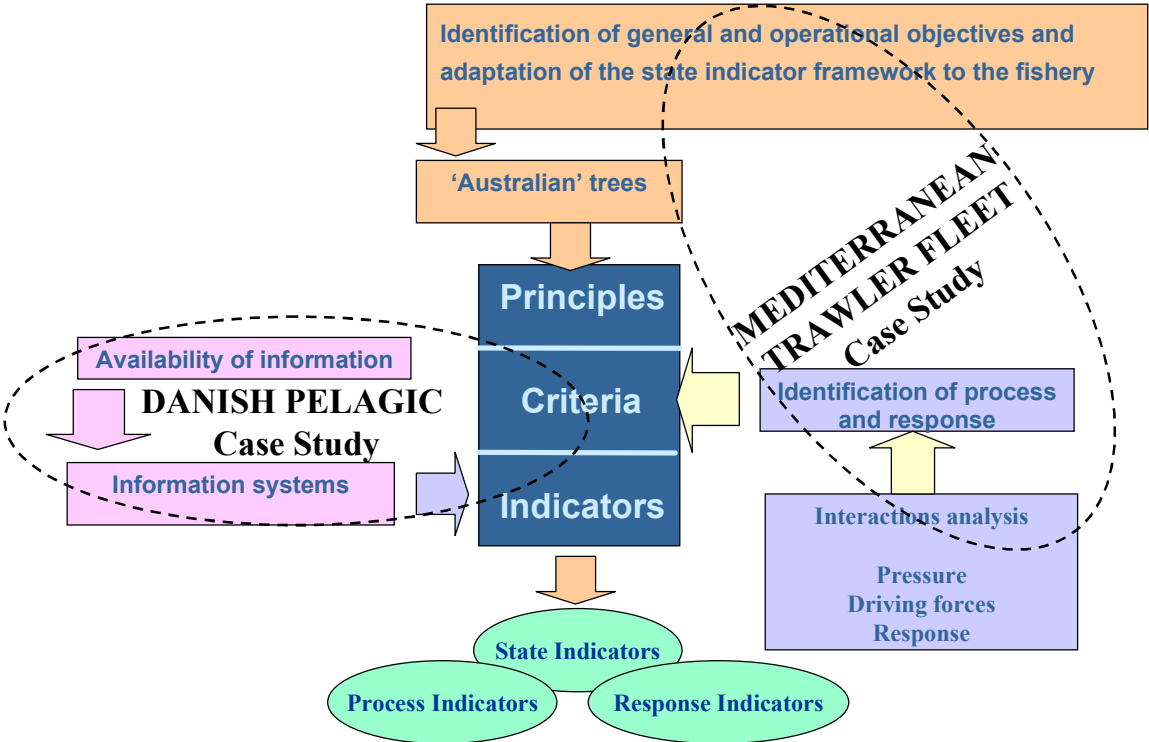 Identification of general and operational objectives and
adaptation of the state indicator framework to the fishery
‘Australian’ trees
Principles
Criteria
Indicators
MEDITERRANEAN
TRAWLER FLEET
Case Study
Availability of information
DANISH PELAGIC
Case Study
Information systems
Identification of process
and response
Interactions analysis
Pressure
Driving forces
Response
State Indicators
Process Indicators
Response Indicators